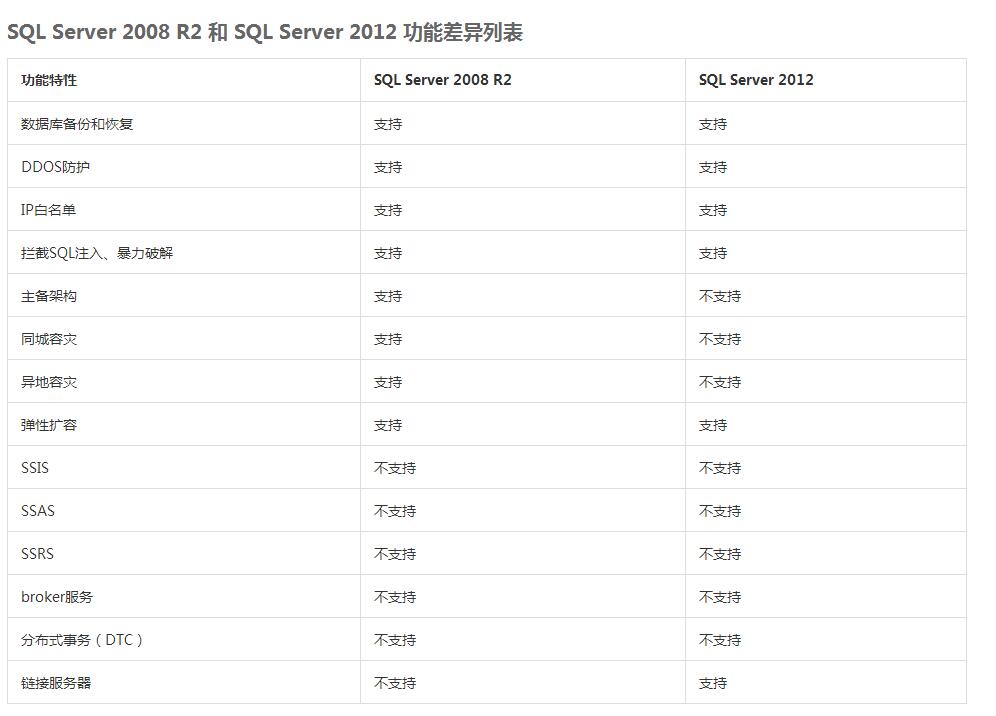 SQL Server 2008 R2 和 SQL Server 2012 功能差异列表
功能特性 SQL Server 2008 R2 SQL Server 2012
数据库备份和恢复 支持 支持
DDOS防护 支持 支持
IP白名单 支持 支持
拦截SQL注入、暴力破解 支持 支持
主备架构 支持 不支持
同城容灾 支持 不支持
异地容灾 支持 不支持
弹性扩容 支持 支持
SSIS 不支持 不支持
SSAS 不支持 不支持
SSRS 不支持 不支持
broker服务 不支持 不支持
分布式事务（DTC） 不支持 不支持
链接服务器 不支持 支持